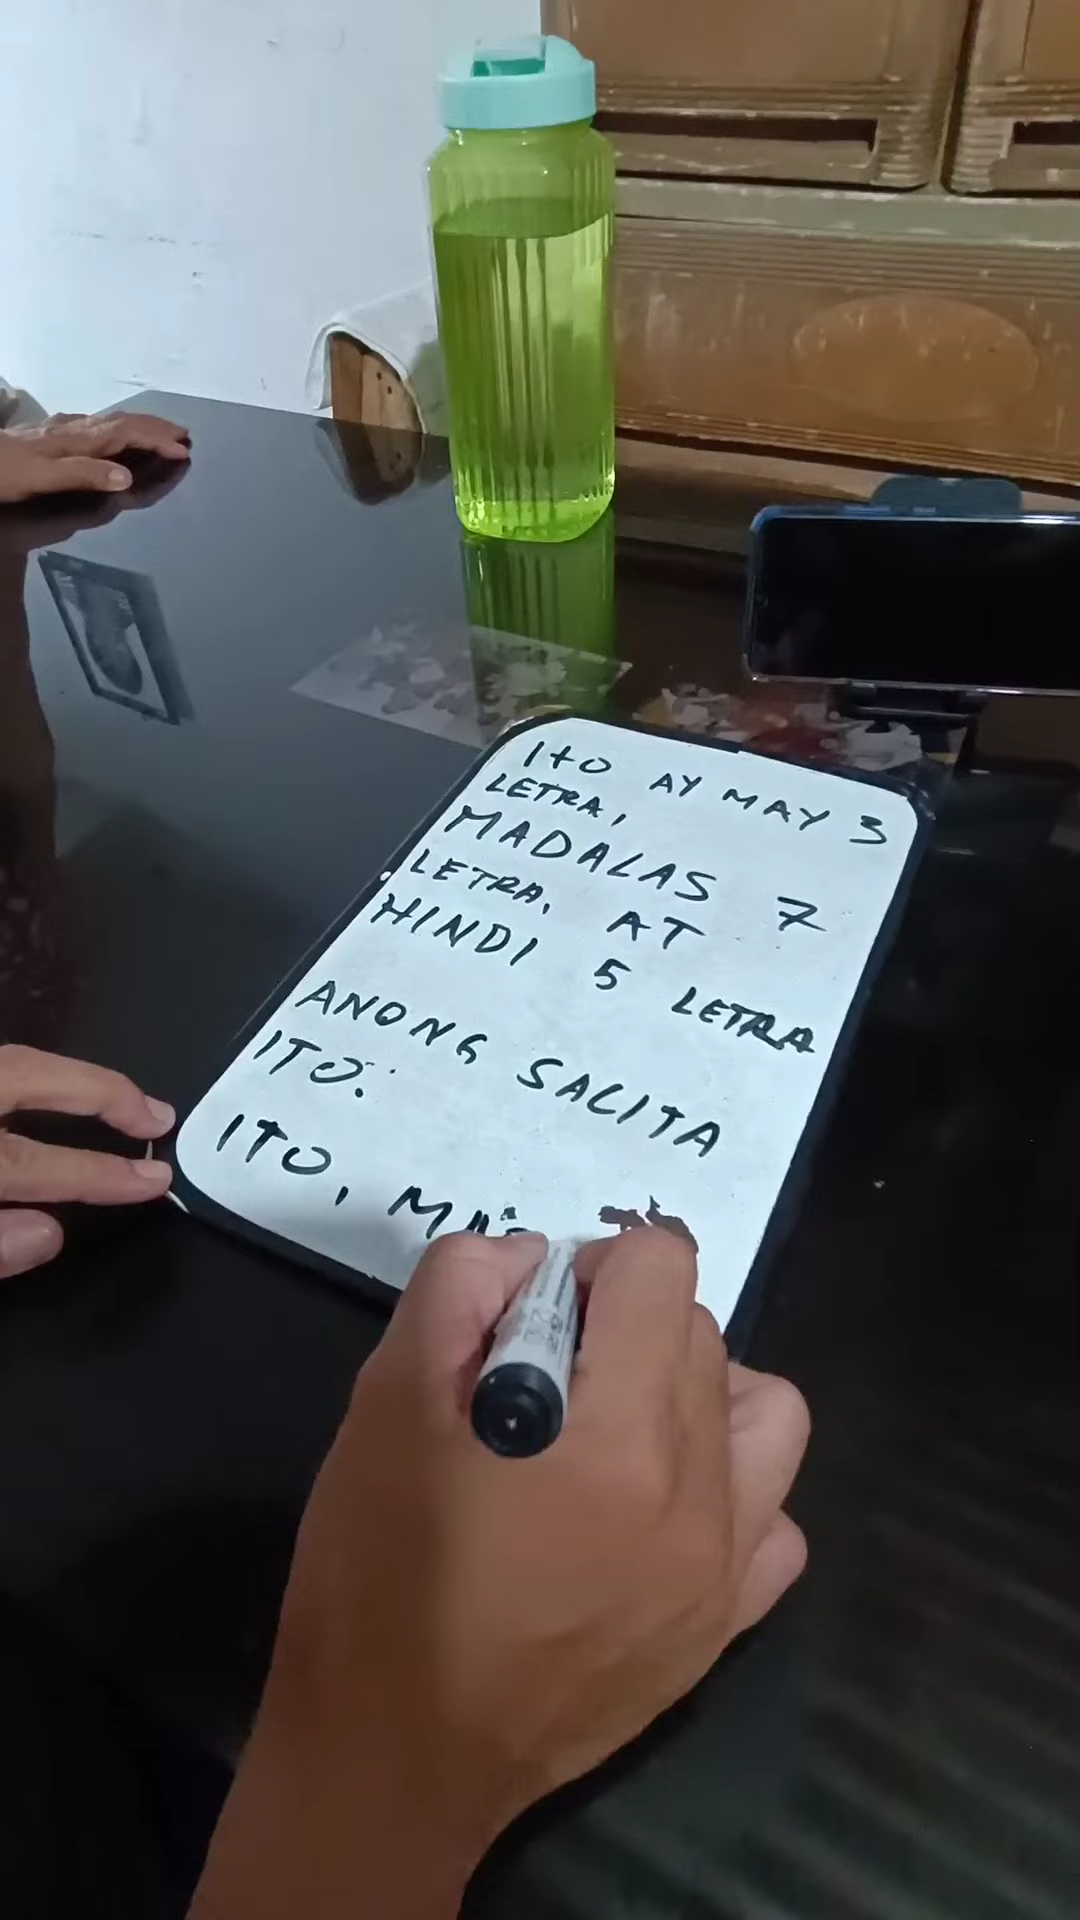 ITO AY MAY 3
LETRA,
MADALAS 7
LETRA. AT
HINDI 5 LETRA
ANONG SALITA
ITO.
ITO,